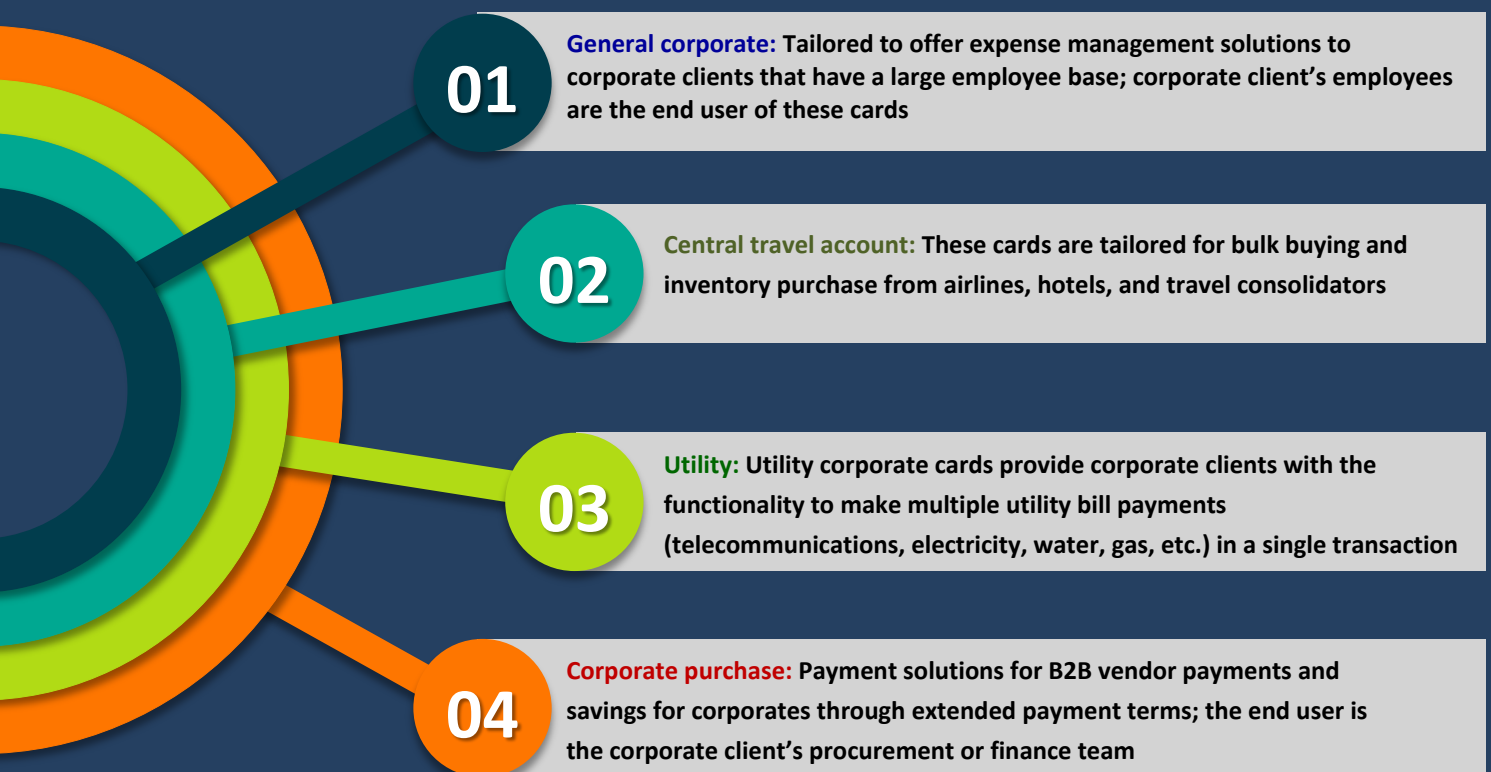 01
General corporate: Tailored to offer expense management solutions to
corporate clients that have a large employee base; corporate client’s employees
are the end user of these cards
02
Central travel account: These cards are tailored for bulk buying and
inventory purchase from airlines, hotels, and travel consolidators
03
Utility: Utility corporate cards provide corporate clients with the
functionality to make multiple utility bill payments
(telecommunications, electricity, water, gas, etc.) in a single transaction
04
Corporate purchase: Payment solutions for B2B vendor payments and
savings for corporates through extended payment terms; the end user is
the corporate client’s procurement or finance team